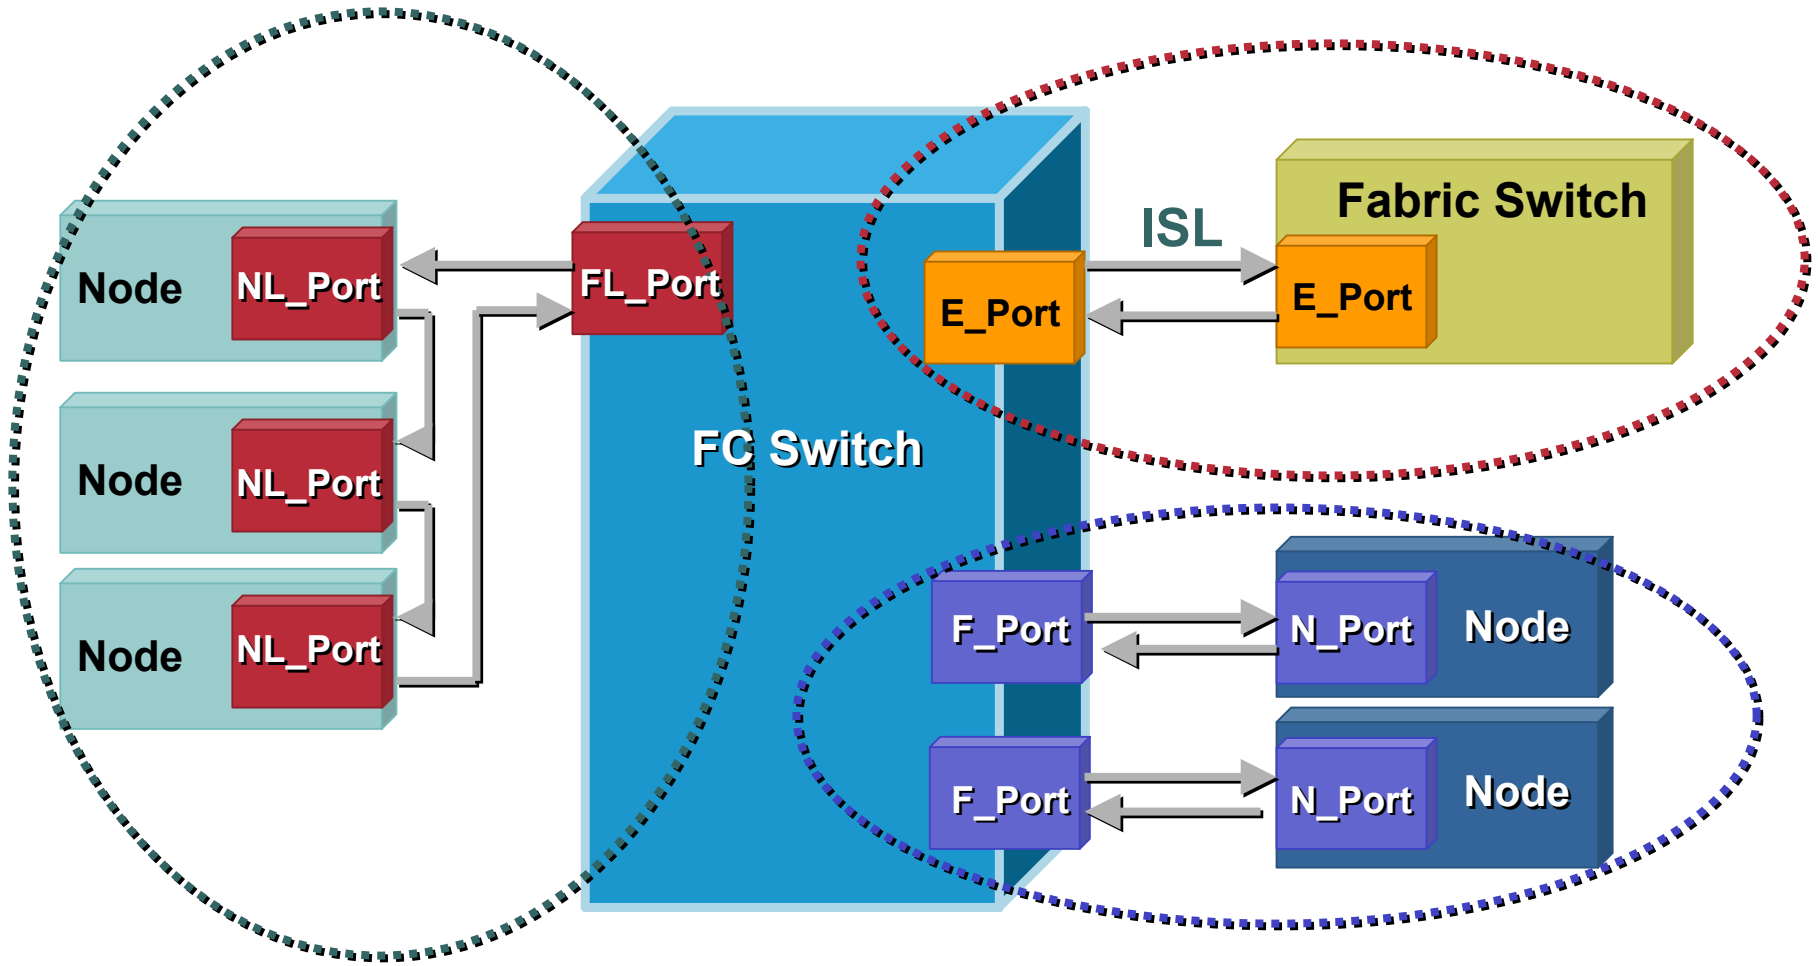 ISL
Fabric Switch
E_Port
E_Port
Node
NL_Port
FL_Port
Node
NL_Port
Node
NL_Port
FC Switch
F_Port
N_Port
Node
F_Port
N_Port
Node